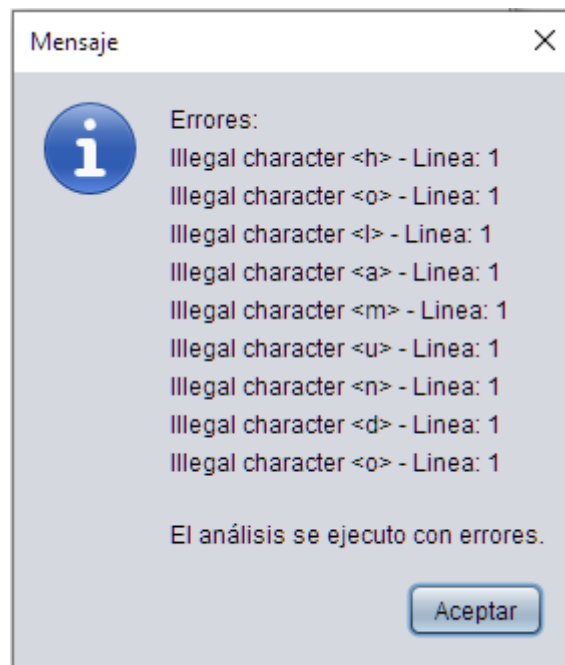 Mensaje
Errores:
Illegal character <h> - Linea: 1
Illegal character <o> - Linea: 1
Illegal character <l> - Linea: 1
Illegal character <a> - Linea: 1
Illegal character <m> - Linea: 1
Illegal character <u> - Linea: 1
Illegal character <n> - Linea: 1
Illegal character <d> - Linea: 1
Illegal character <o> - Linea: 1
El análisis se ejecuto con errores.
Aceptar